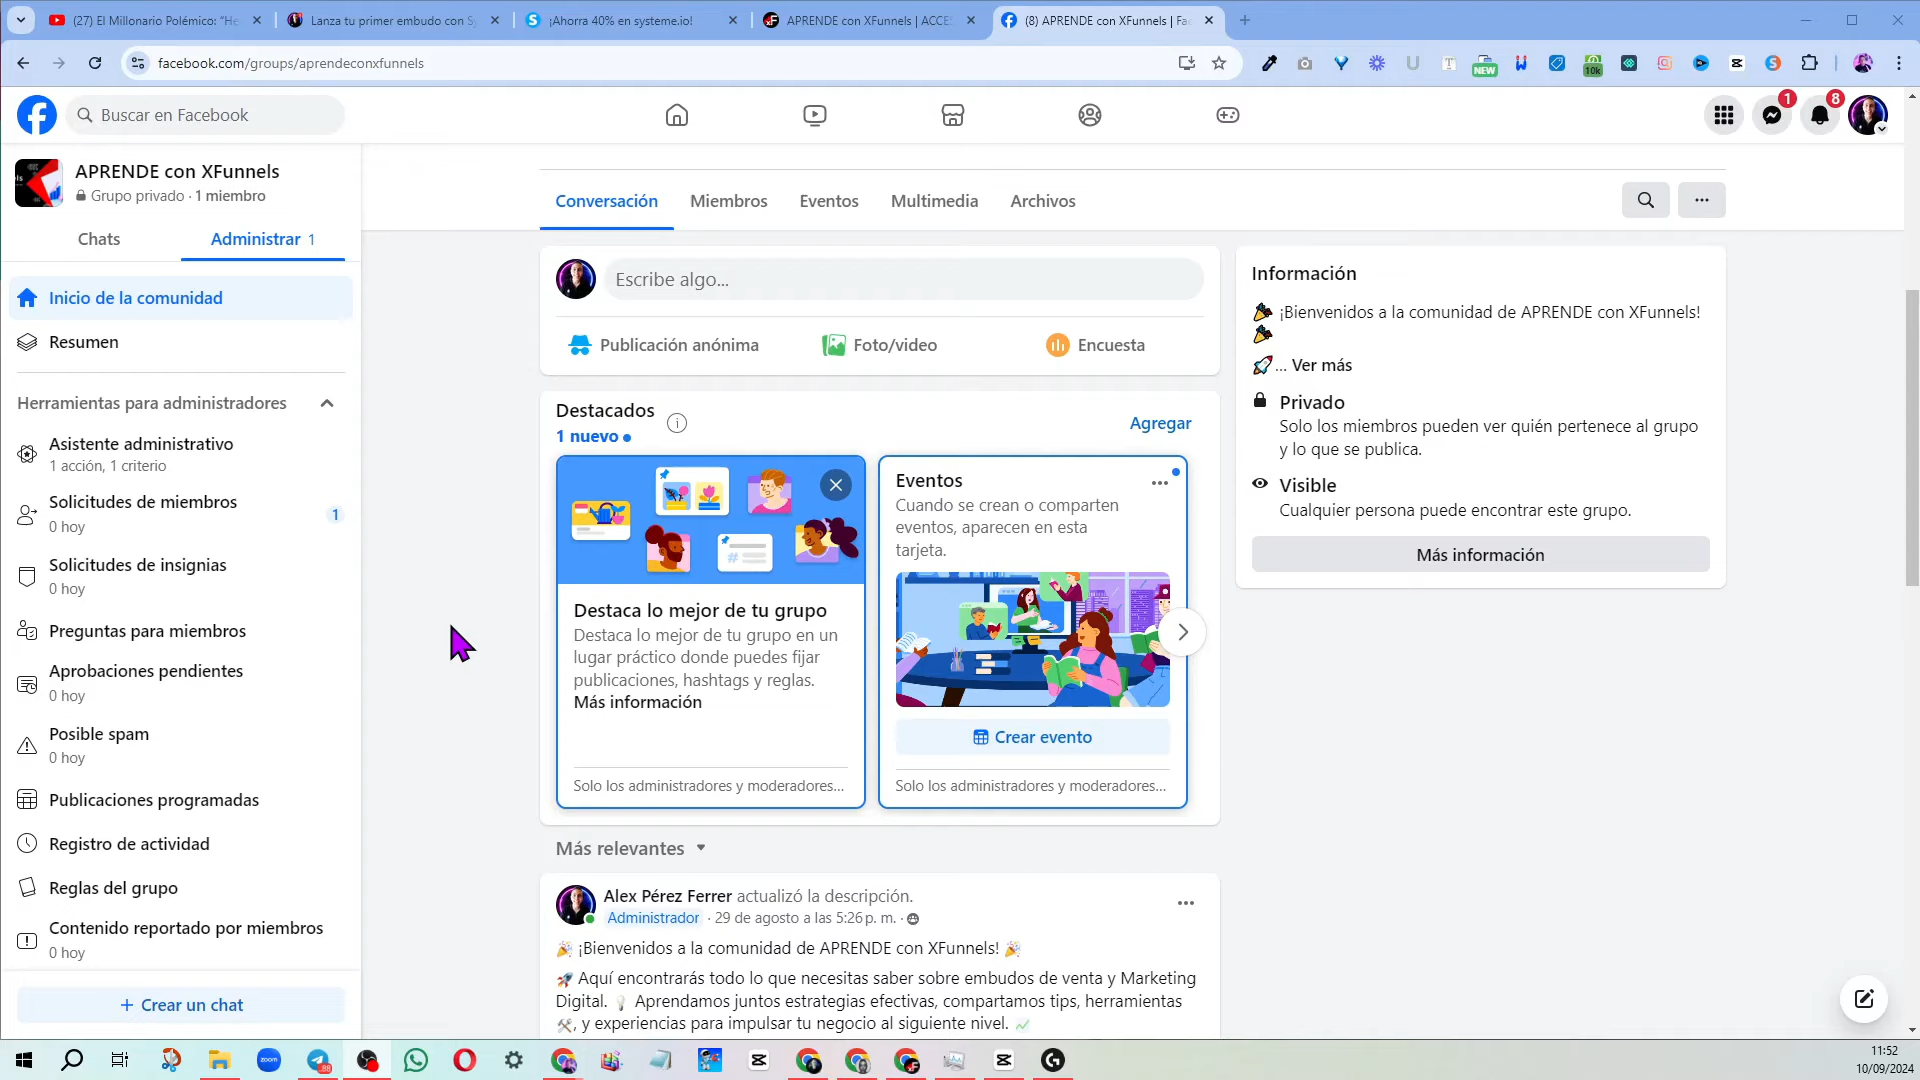 (27) El Millonario Polémico: "He
Lanza tu primer embudo con Sy
¡Ahorra 40% en systeme.io!
APRENDE con XFunnels | ACCES
(8) APRENDE con XFunnels | Fac
facebook.com/groups/aprendeconxfunnels
NEW
10k
Buscar en Facebook
1
8
APRENDE con XFunnels
Grupo privado · 1 miembro
Chats
Administrar 1
Inicio de la comunidad
Resumen
Herramientas para administradores
Asistente administrativo
1 acción, 1 criterio
Solicitudes de miembros
0 hoy
1
Solicitudes de insignias
0 hoy
Preguntas para miembros
Aprobaciones pendientes
0 hoy
Posible spam
0 hoy
Publicaciones programadas
Registro de actividad
Reglas del grupo
Contenido reportado por miembros
0 hoy
+ Crear un chat
Conversación
Miembros
Eventos
Multimedia
Archivos
Escribe algo...
Publicación anónima
Foto/video
Encuesta
Destacados
1 nuevo
Agregar
Destaca lo mejor de tu grupo
Destaca lo mejor de tu grupo en un
lugar práctico donde puedes fijar
publicaciones, hashtags y reglas.
Más información
Solo los administradores y moderadores...
Eventos
Cuando se crean o comparten
eventos, aparecen en esta
tarjeta.
Crear evento
Solo los administradores y moderadores...
Más relevantes
Alex Pérez Ferrer actualizó la descripción.
Administrador · 29 de agosto a las 5:26 p. m. ·
🎉 ¡Bienvenidos a la comunidad de APRENDE con XFunnels! 🎉
🚀 Aquí encontrarás todo lo que necesitas saber sobre embudos de venta y Marketing
Digital. 💡 Aprendamos juntos estrategias efectivas, compartamos tips, herramientas
🛠️, y experiencias para impulsar tu negocio al siguiente nivel. 📈
Información
🎉 ¡Bienvenidos a la comunidad de APRENDE con XFunnels!
🎉
🚀... Ver más
Privado
Solo los miembros pueden ver quién pertenece al grupo
y lo que se publica.
Visible
Cualquier persona puede encontrar este grupo.
Más información
zoom
88
11:52
10/09/2024